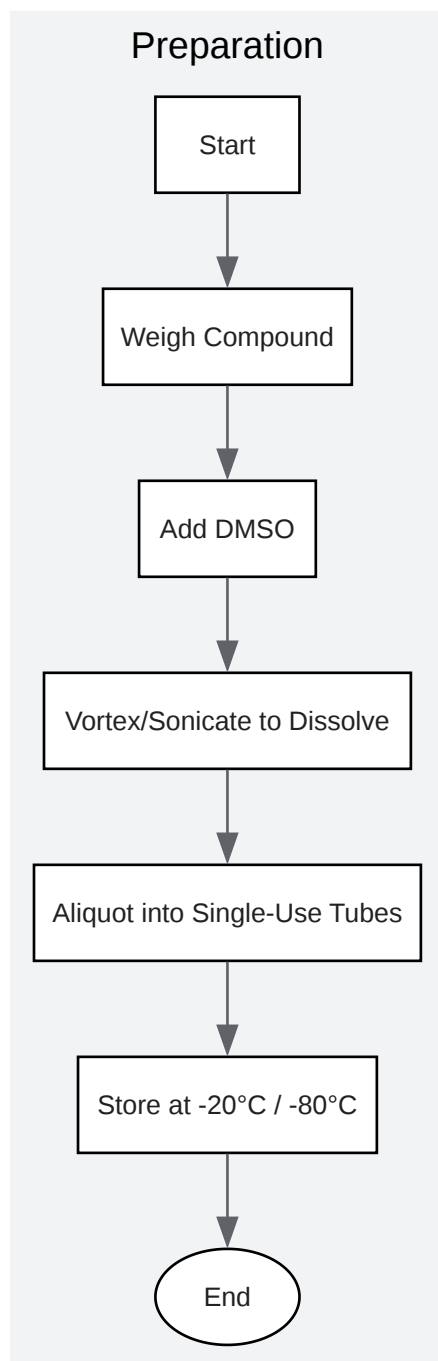 Preparation
Start
Weigh Compound
Add DMSO
Vortex/Sonicate to Dissolve
Aliquot into Single-Use Tubes
Store at -20°C / -80°C
End